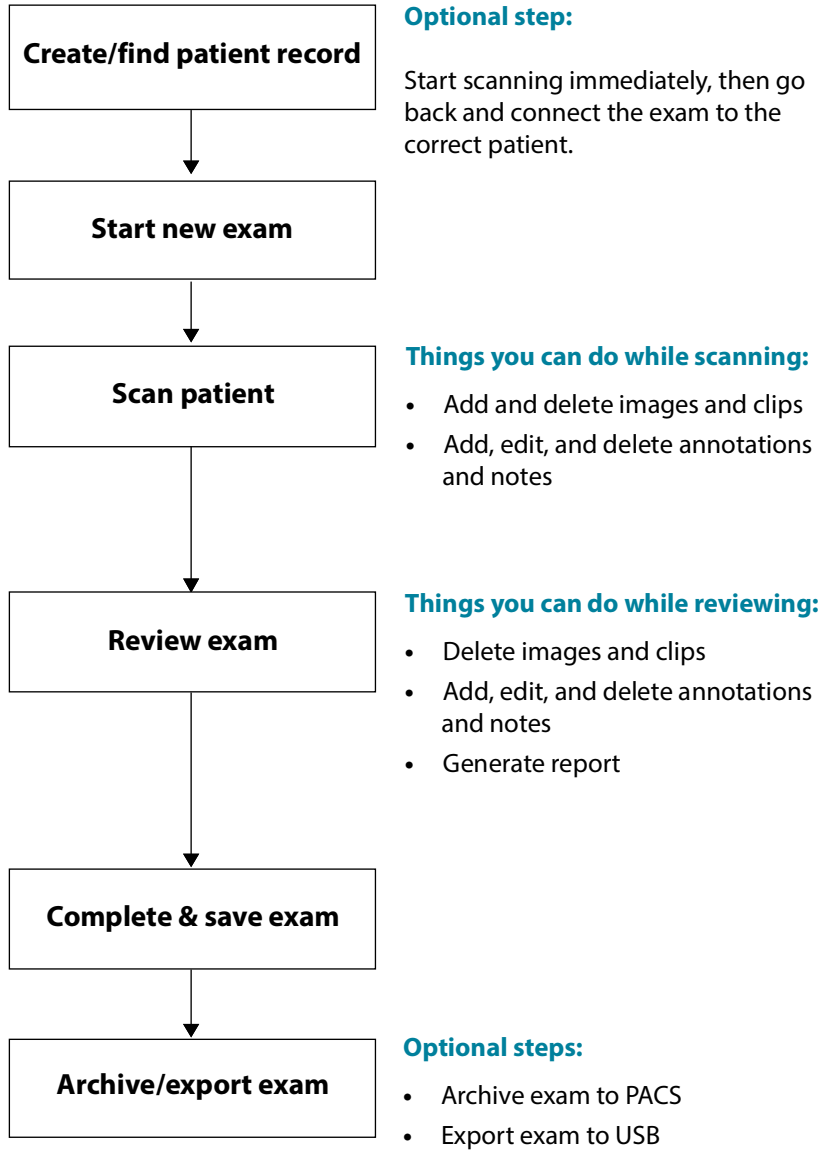 Create/find patient record
Optional step:
Start scanning immediately, then go
back and connect the exam to the
correct patient.
Start new exam
Scan patient
Things you can do while scanning:
• Add and delete images and clips
• Add, edit, and delete annotations
and notes
Review exam
Things you can do while reviewing:
• Delete images and clips
• Add, edit, and delete annotations
and notes
• Generate report
Complete & save exam
Archive/export exam
Optional steps:
• Archive exam to PACS
• Export exam to USB